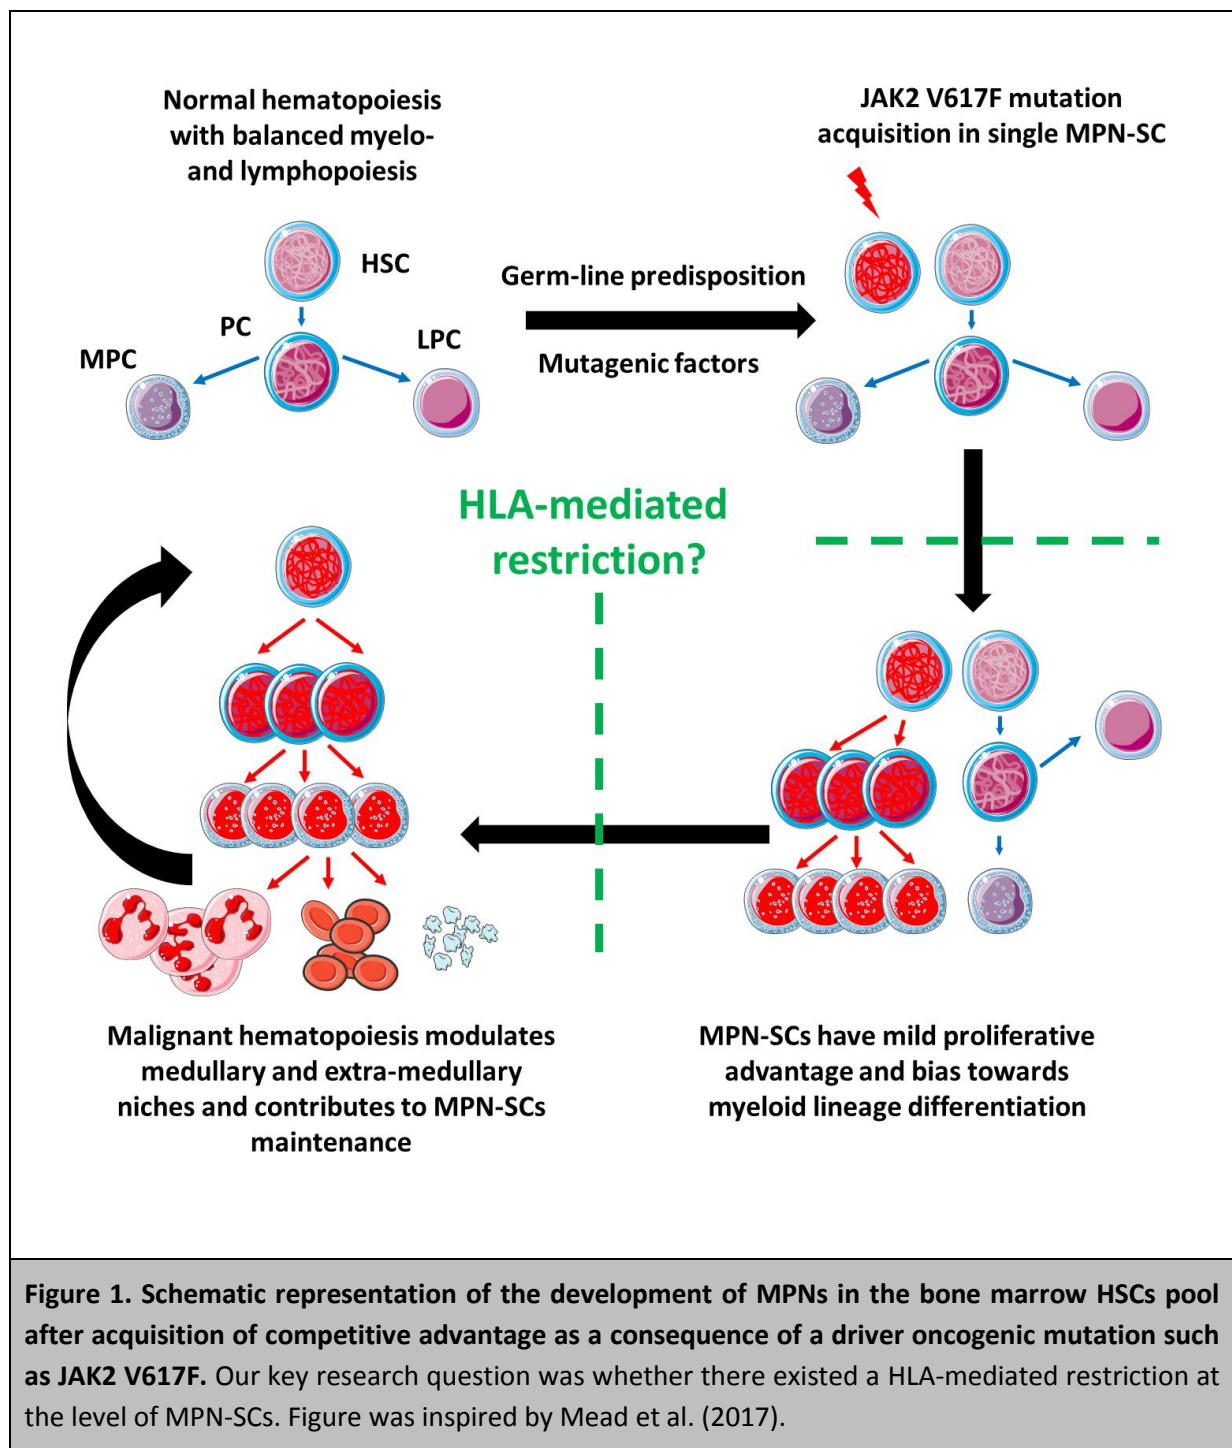 Normal hematopoiesis
with balanced myelo-
and lymphopoiesis
JAK2 V617F mutation
acquisition in single MPN-SC
HSC
PC
LPC
MPC
Germ-line predisposition
Mutagenic factors
HLA-mediated
restriction?
Malignant hematopoiesis modulates
medullary and extra-medullary
niches and contributes to MPN-SCs
maintenance
MPN-SCs have mild proliferative
advantage and bias towards
myeloid lineage differentiation
Figure 1. Schematic representation of the development of MPNs in the bone marrow HSCs pool
after acquisition of competitive advantage as a consequence of a driver oncogenic mutation such
as JAK2 V617F. Our key research question was whether there existed a HLA-mediated restriction at
the level of MPN-SCs. Figure was inspired by Mead et al. (2017).